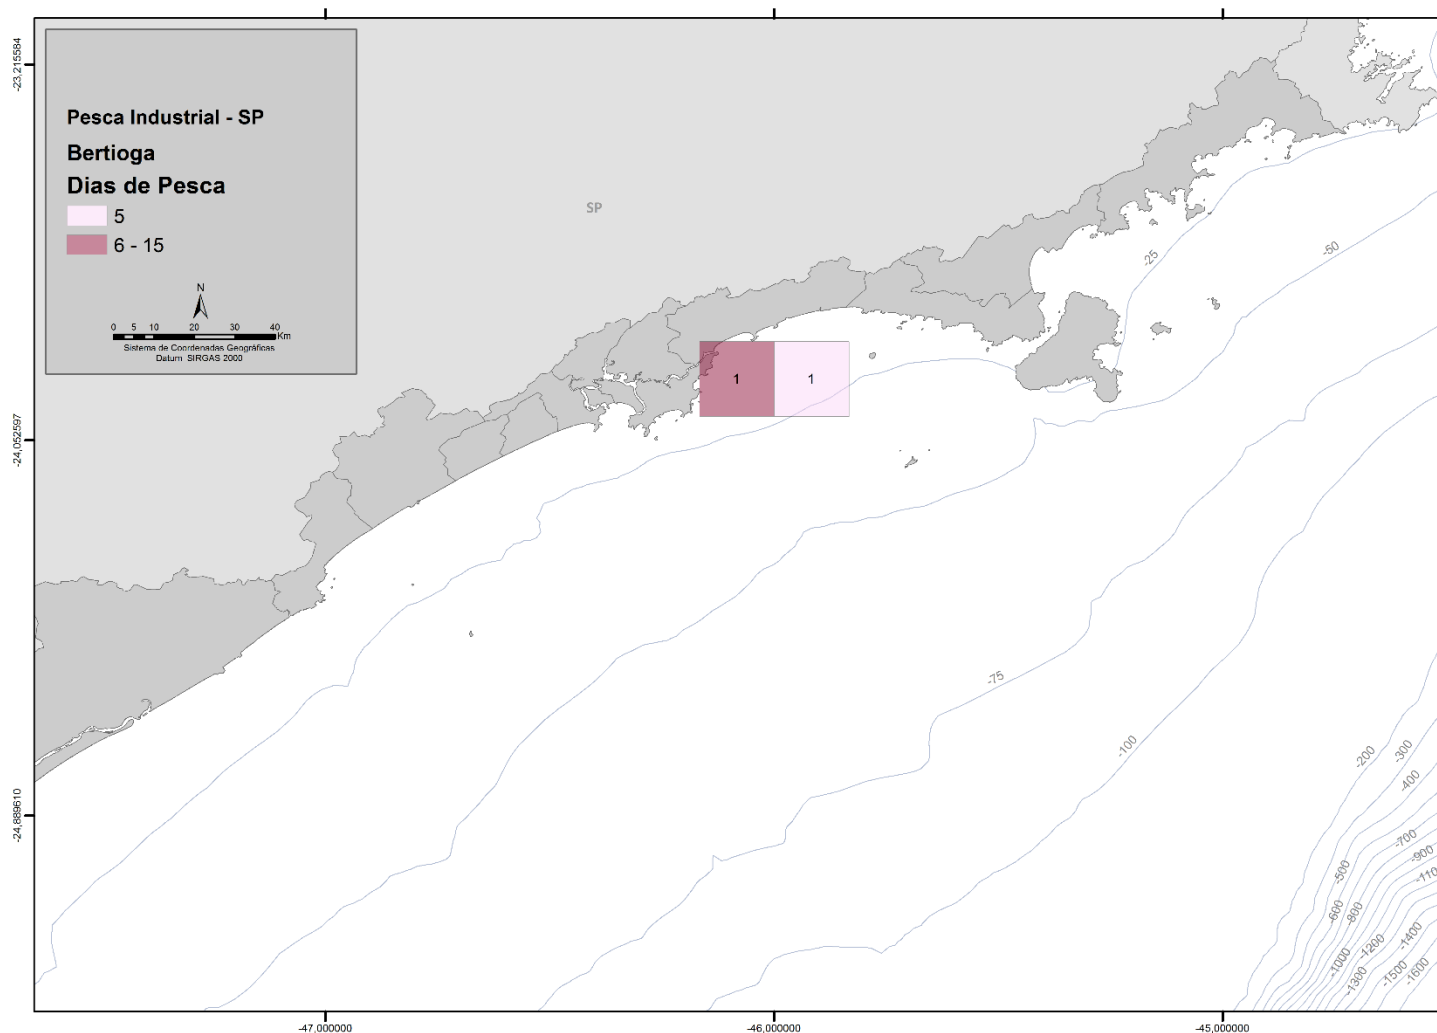 -23,215584
Pesca Industrial - SP
Bertioga
Dias de Pesca
5
6 - 15
N
0 5 10 20 30 40
Km
Sistema de Coordenadas Geográficas
Datum SIRGAS 2000
SP
-25
-50
1 1
-24,052597
-75
-100
-200
-300
-400
-700
-900
-110
-500
-600
-800
-1000
-1200
-1400
-1300
-1500
-1600
-24,889610
-47,000000 -46,000000 -45,000000